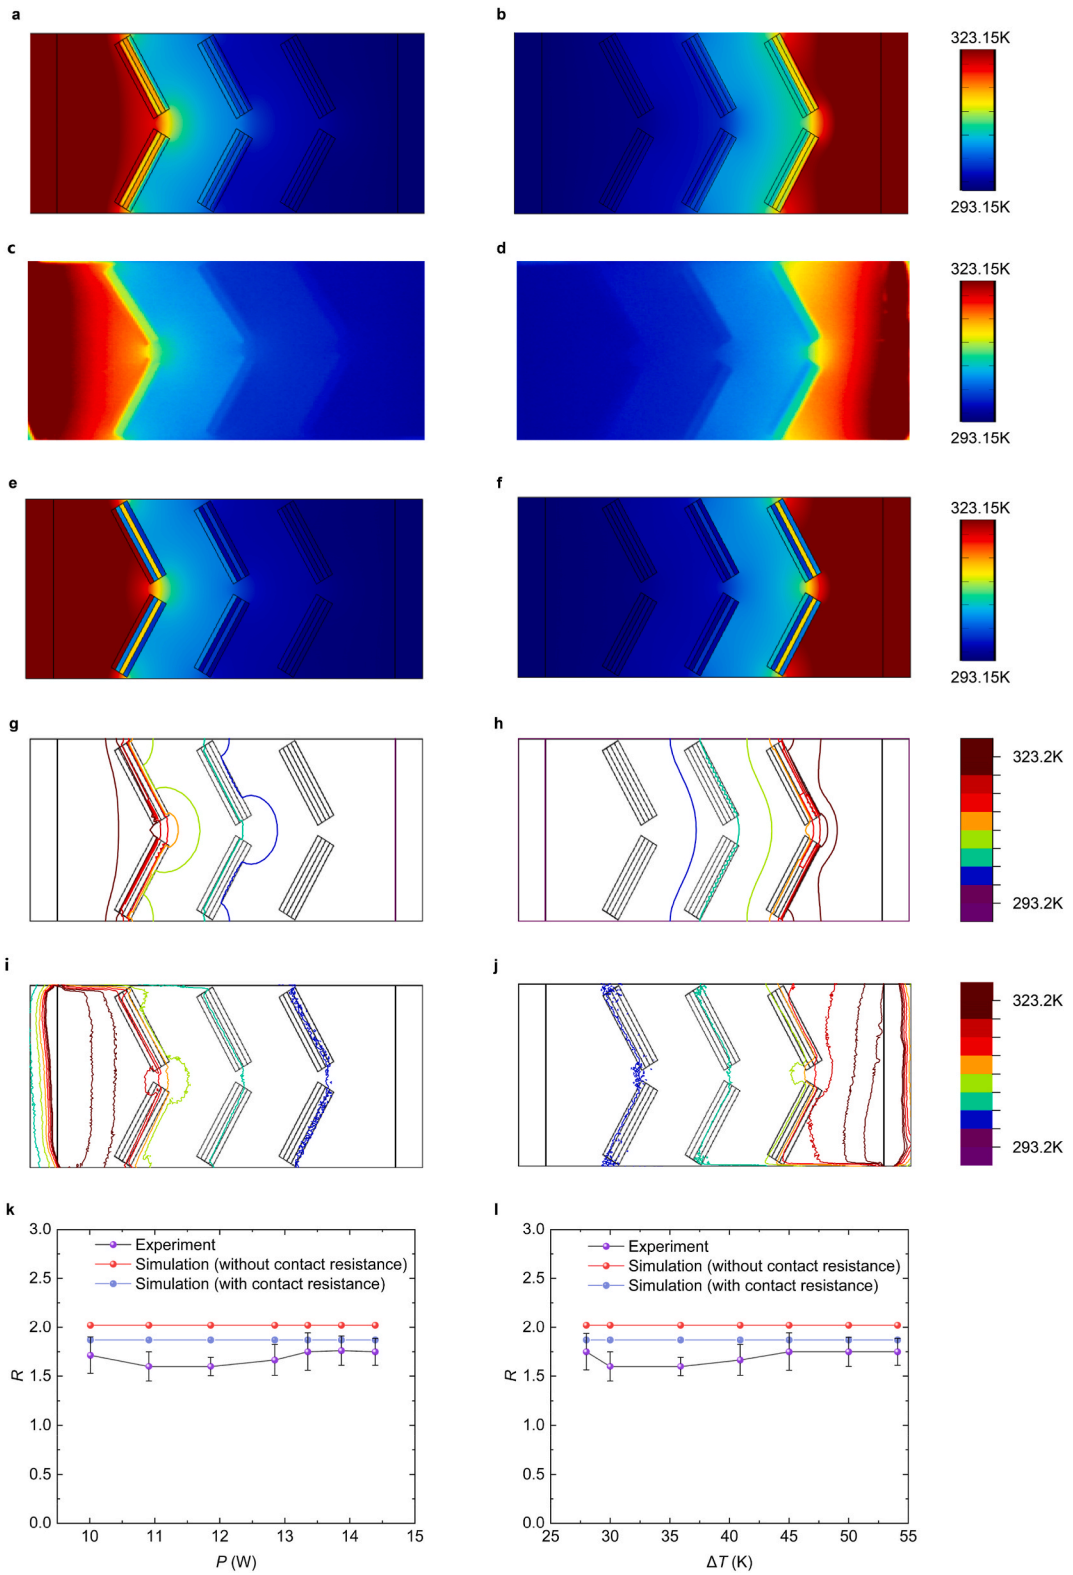 a
b
323.15K
293.15K
c
d
323.15K
293.15K
e
f
323.15K
293.15K
g
h
323.2K
293.2K
i
j
323.2K
293.2K
k
3.0
2.5
2.0
1.5
1.0
0.5
0.0
R
Experiment
Simulation (without contact resistance)
Simulation (with contact resistance)
10 11 12 13 14 15
P (W)
l
3.0
2.5
2.0
1.5
1.0
0.5
0.0
R
Experiment
Simulation (without contact resistance)
Simulation (with contact resistance)
25 30 35 40 45 50 55
ΔT (K)